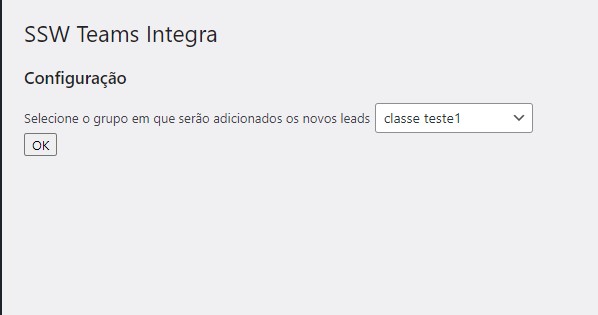 SSW Teams Integra
Configuração
Selecione o grupo em que serão adicionados os novos leads classe teste1
OK